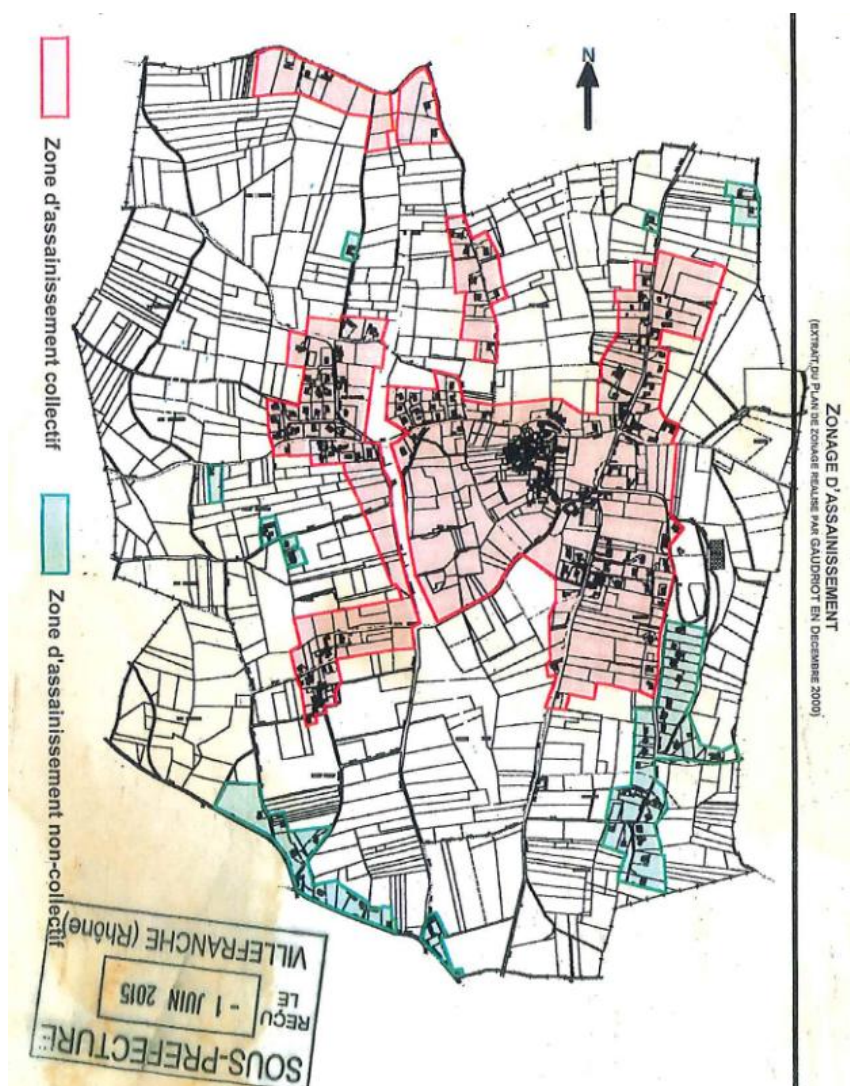 ZONAGE D'ASSAINISSEMENT
(EXTRAIT DU PLAN DE ZONAGE REALISE PAR GAUDRIOT EN DECEMBRE 2000)
N
Zone d'assainissement collectif
Zone d'assainissement non-collectif
SOUS-PREFECTURE
REÇU
LE
- 1 JUIN 2015
VILLEFRANCHE (Rhône)